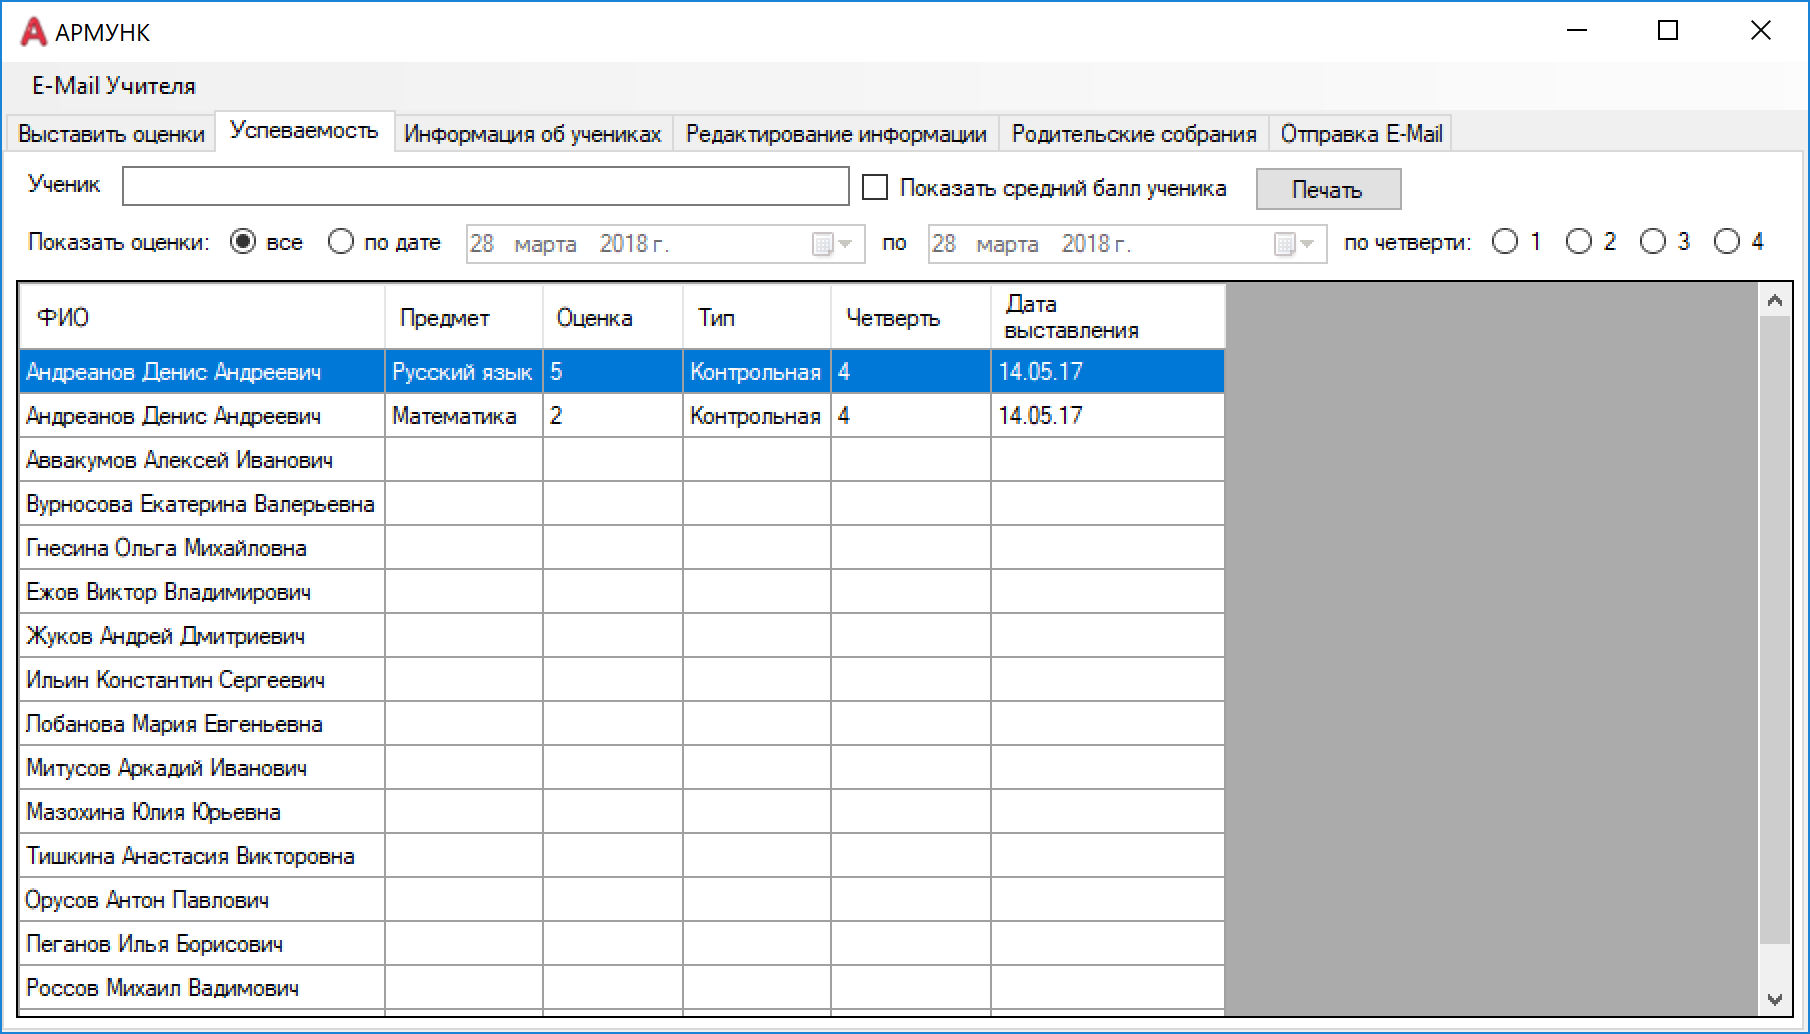 АРМУНК
E-Mail Учителя
Выставить оценки Успеваемость Информация об учениках Редактирование информации Родительские собрания Отправка E-Mail
Ученик Показать средний балл ученика Печать
Показать оценки: все по дате 28 марта 2018 г. по 28 марта 2018 г. по четверти: 1 2 3 4
ФИО Предмет Оценка Тип Четверть Дата выставления
Андреанов Денис Андреевич Русский язык 5 Контрольная 4 14.05.17
Андреанов Денис Андреевич Математика 2 Контрольная 4 14.05.17
Аввакумов Алексей Иванович
Вурносова Екатерина Валерьевна
Гнесина Ольга Михайловна
Ежов Виктор Владимирович
Жуков Андрей Дмитриевич
Ильин Константин Сергеевич
Лобанова Мария Евгеньевна
Митусов Аркадий Иванович
Мазохина Юлия Юрьевна
Тишкина Анастасия Викторовна
Орусов Антон Павлович
Пеганов Илья Борисович
Россов Михаил Вадимович